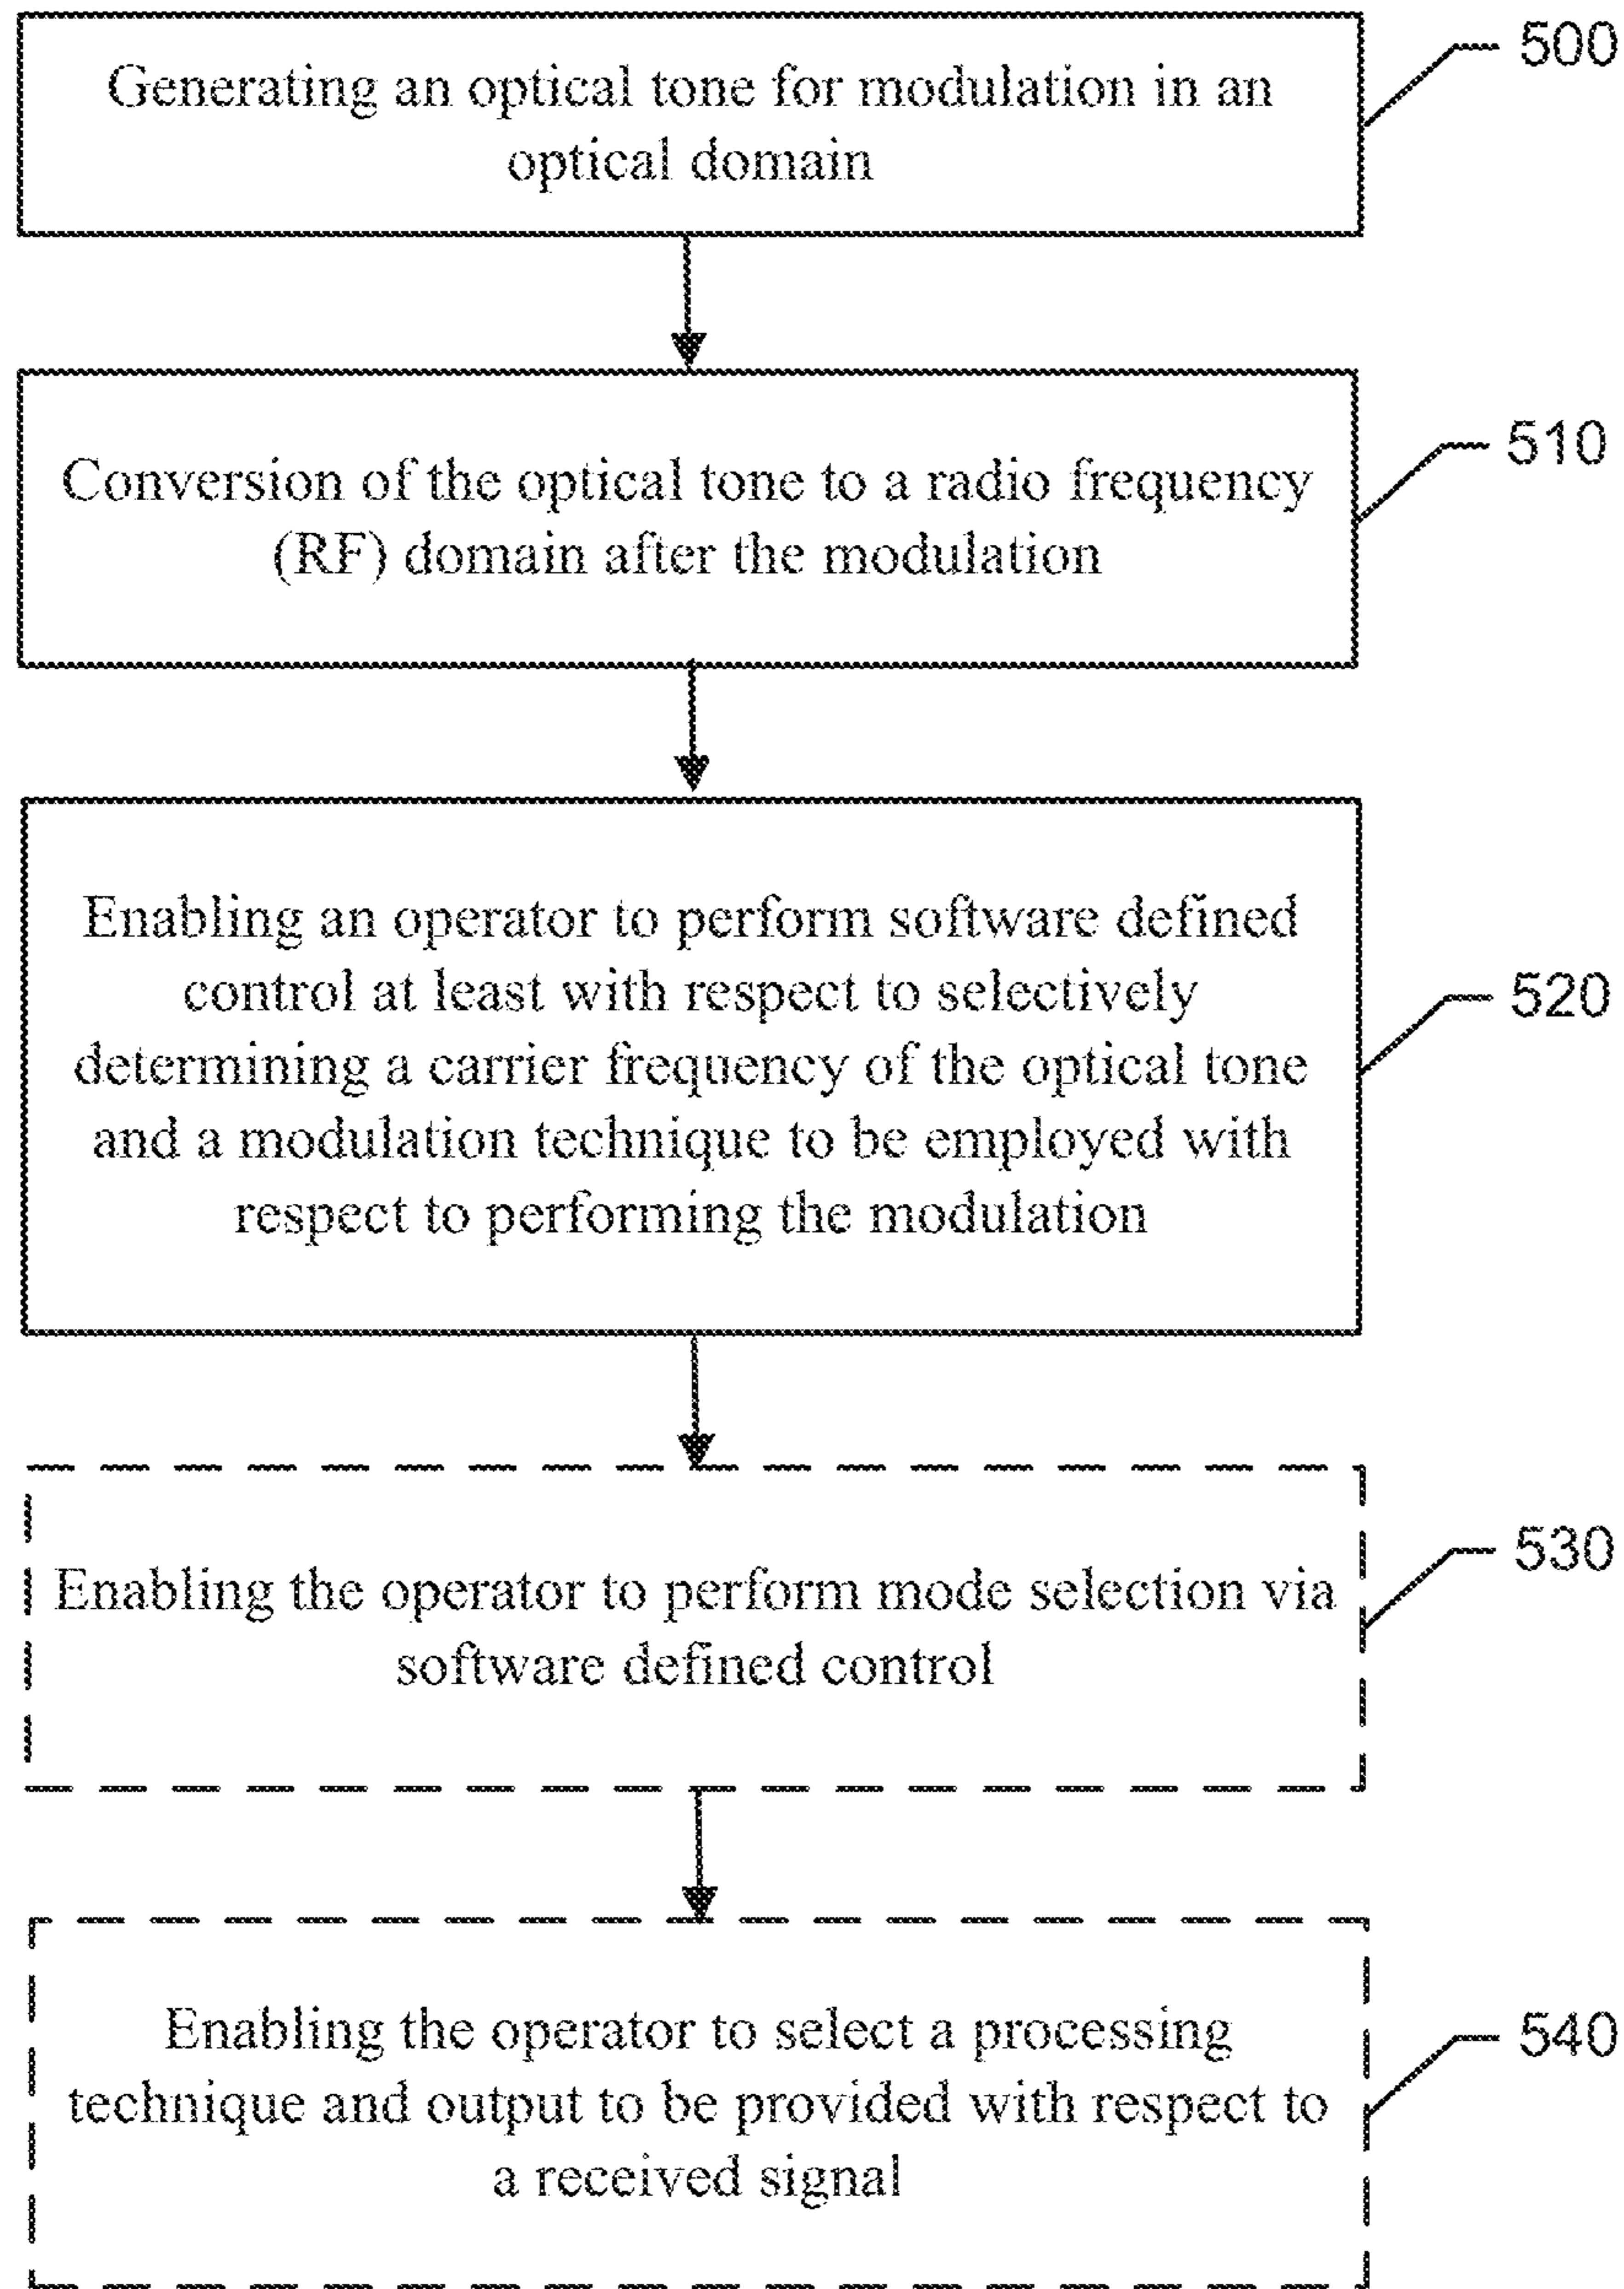 Generating an optical tone for modulation in an
optical domain
500
Conversion of the optical tone to a radio frequency
(RF) domain after the modulation
510
Enabling an operator to perform software defined
control at least with respect to selectively
determining a carrier frequency of the optical tone
and a modulation technique to be employed with
respect to performing the modulation
520
Enabling the operator to perform mode selection via
software defined control
530
Enabling the operator to select a processing
technique and output to be provided with respect to
a received signal
540